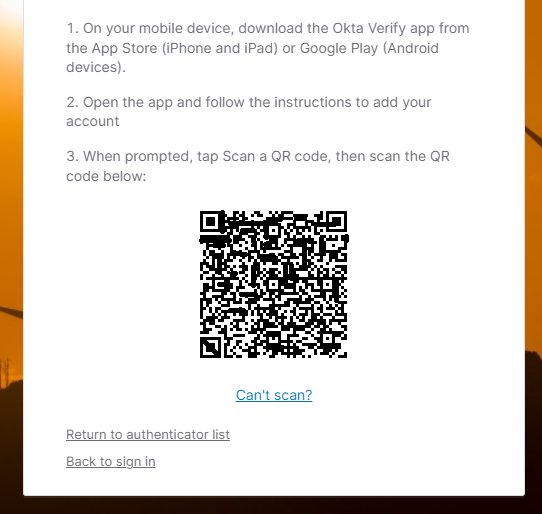 1. On your mobile device, download the Okta Verify app from
the App Store (iPhone and iPad) or Google Play (Android
devices).
2. Open the app and follow the instructions to add your
account
3. When prompted, tap Scan a QR code, then scan the QR
code below:
Can't scan?
Return to authenticator list
Back to sign in